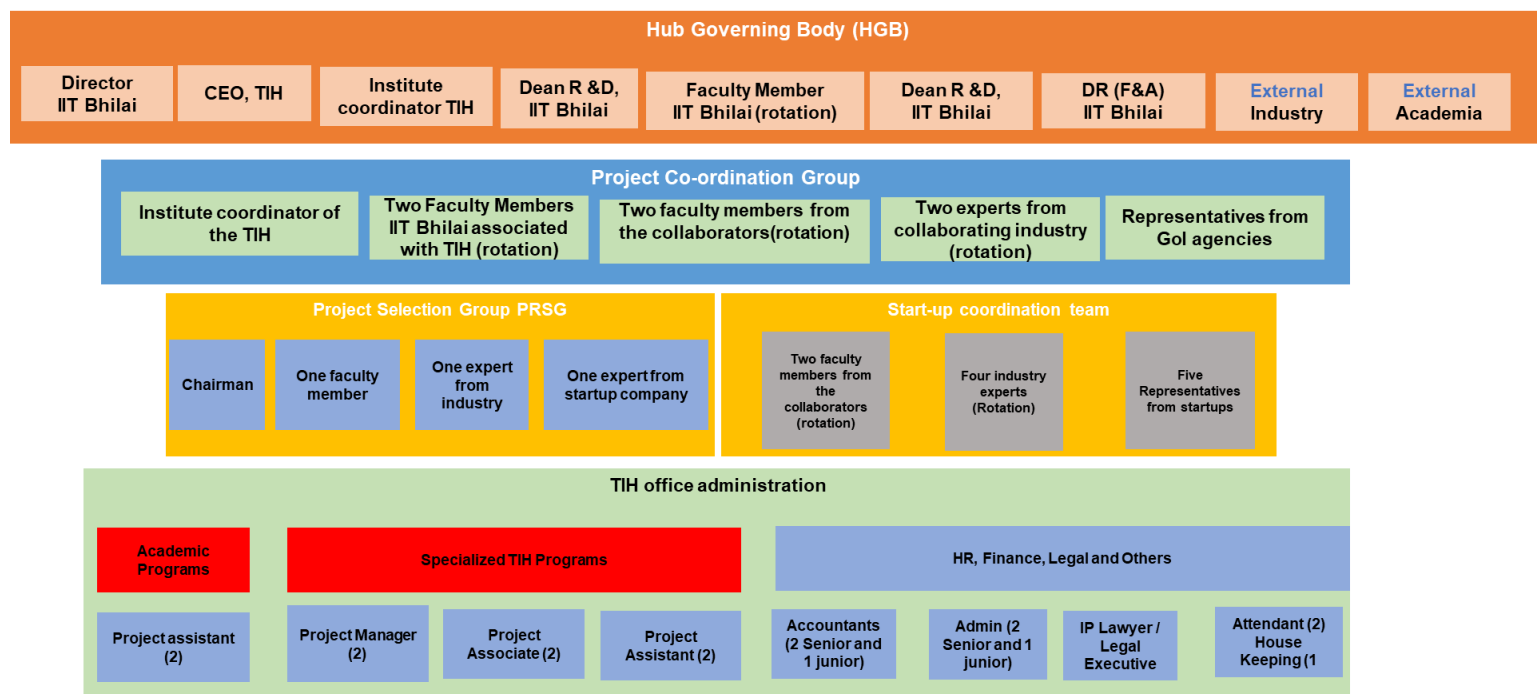 Hub Governing Body (HGB)
Director
IIT Bhilai
CEO, TIH
Institute
coordinator TIH
Dean R &D,
IIT Bhilai
Faculty Member
IIT Bhilai (rotation)
Dean R &D,
IIT Bhilai
DR (F&A)
IIT Bhilai
External
Industry
External
Academia
Project Co-ordination Group
Institute coordinator of
the TIH
Two Faculty Members
IIT Bhilai associated
with TIH (rotation)
Two faculty members from
the collaborators(rotation)
Two experts from
collaborating industry
(rotation)
Representatives from
GoI agencies
Project Selection Group PRSG
Chairman
One faculty
member
One expert
from
industry
One expert from
startup company
Start-up coordination team
Two faculty
members from
the
collaborators
(rotation)
Four industry
experts
(Rotation)
Five
Representatives
from startups
TIH office administration
Academic
Programs
Specialized TIH Programs
HR, Finance, Legal and Others
Project assistant
(2)
Project Manager
(2)
Project
Associate (2)
Project
Assistant (2)
Accountants
(2 Senior and
1 junior)
Admin (2
Senior and 1
junior)
IP Lawyer /
Legal
Executive
Attendant (2)
House
Keeping (1